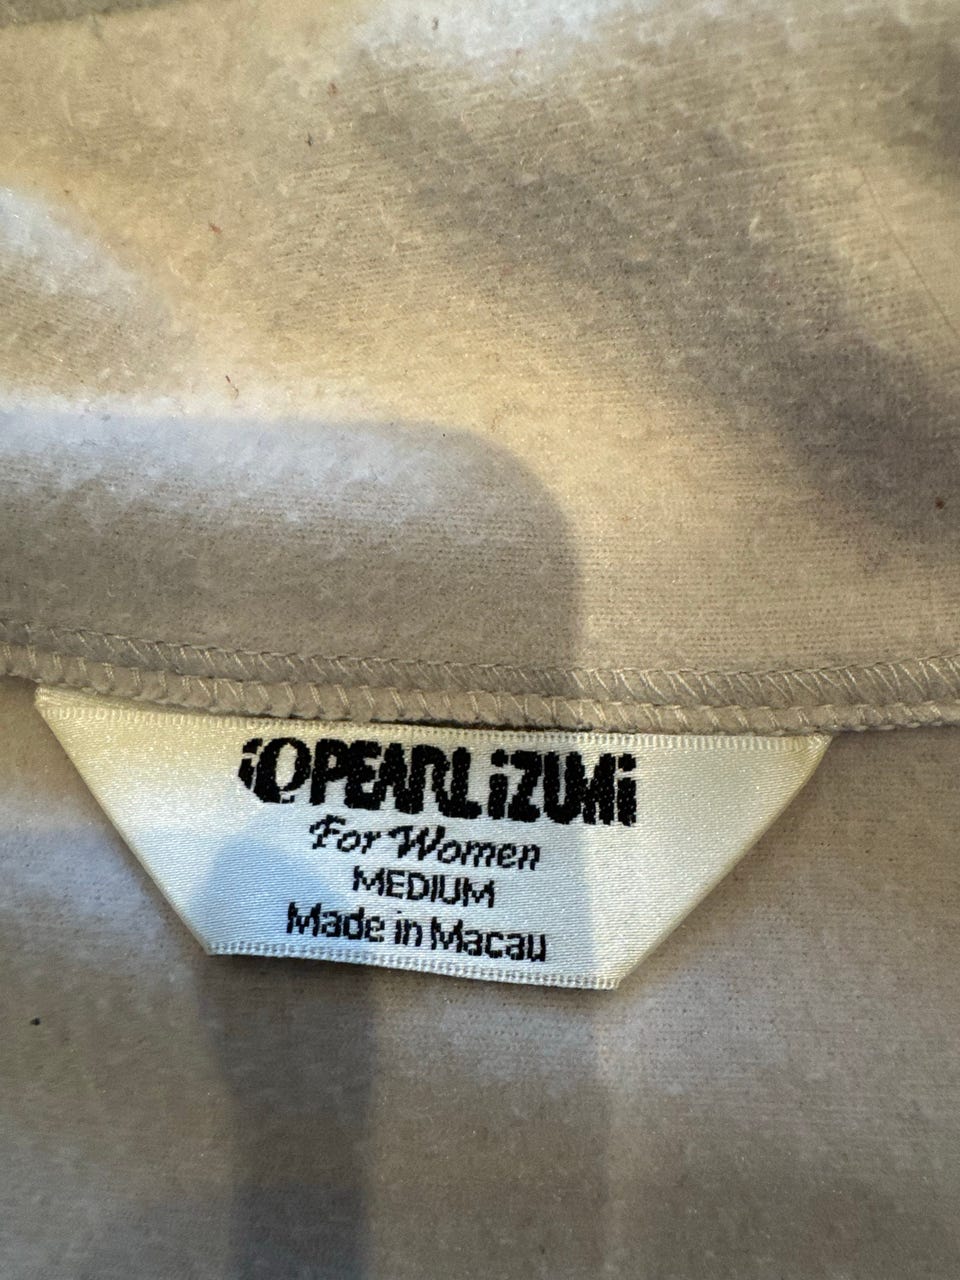 PEARL iZUMi
For Women
MEDIUM
Made in Macau